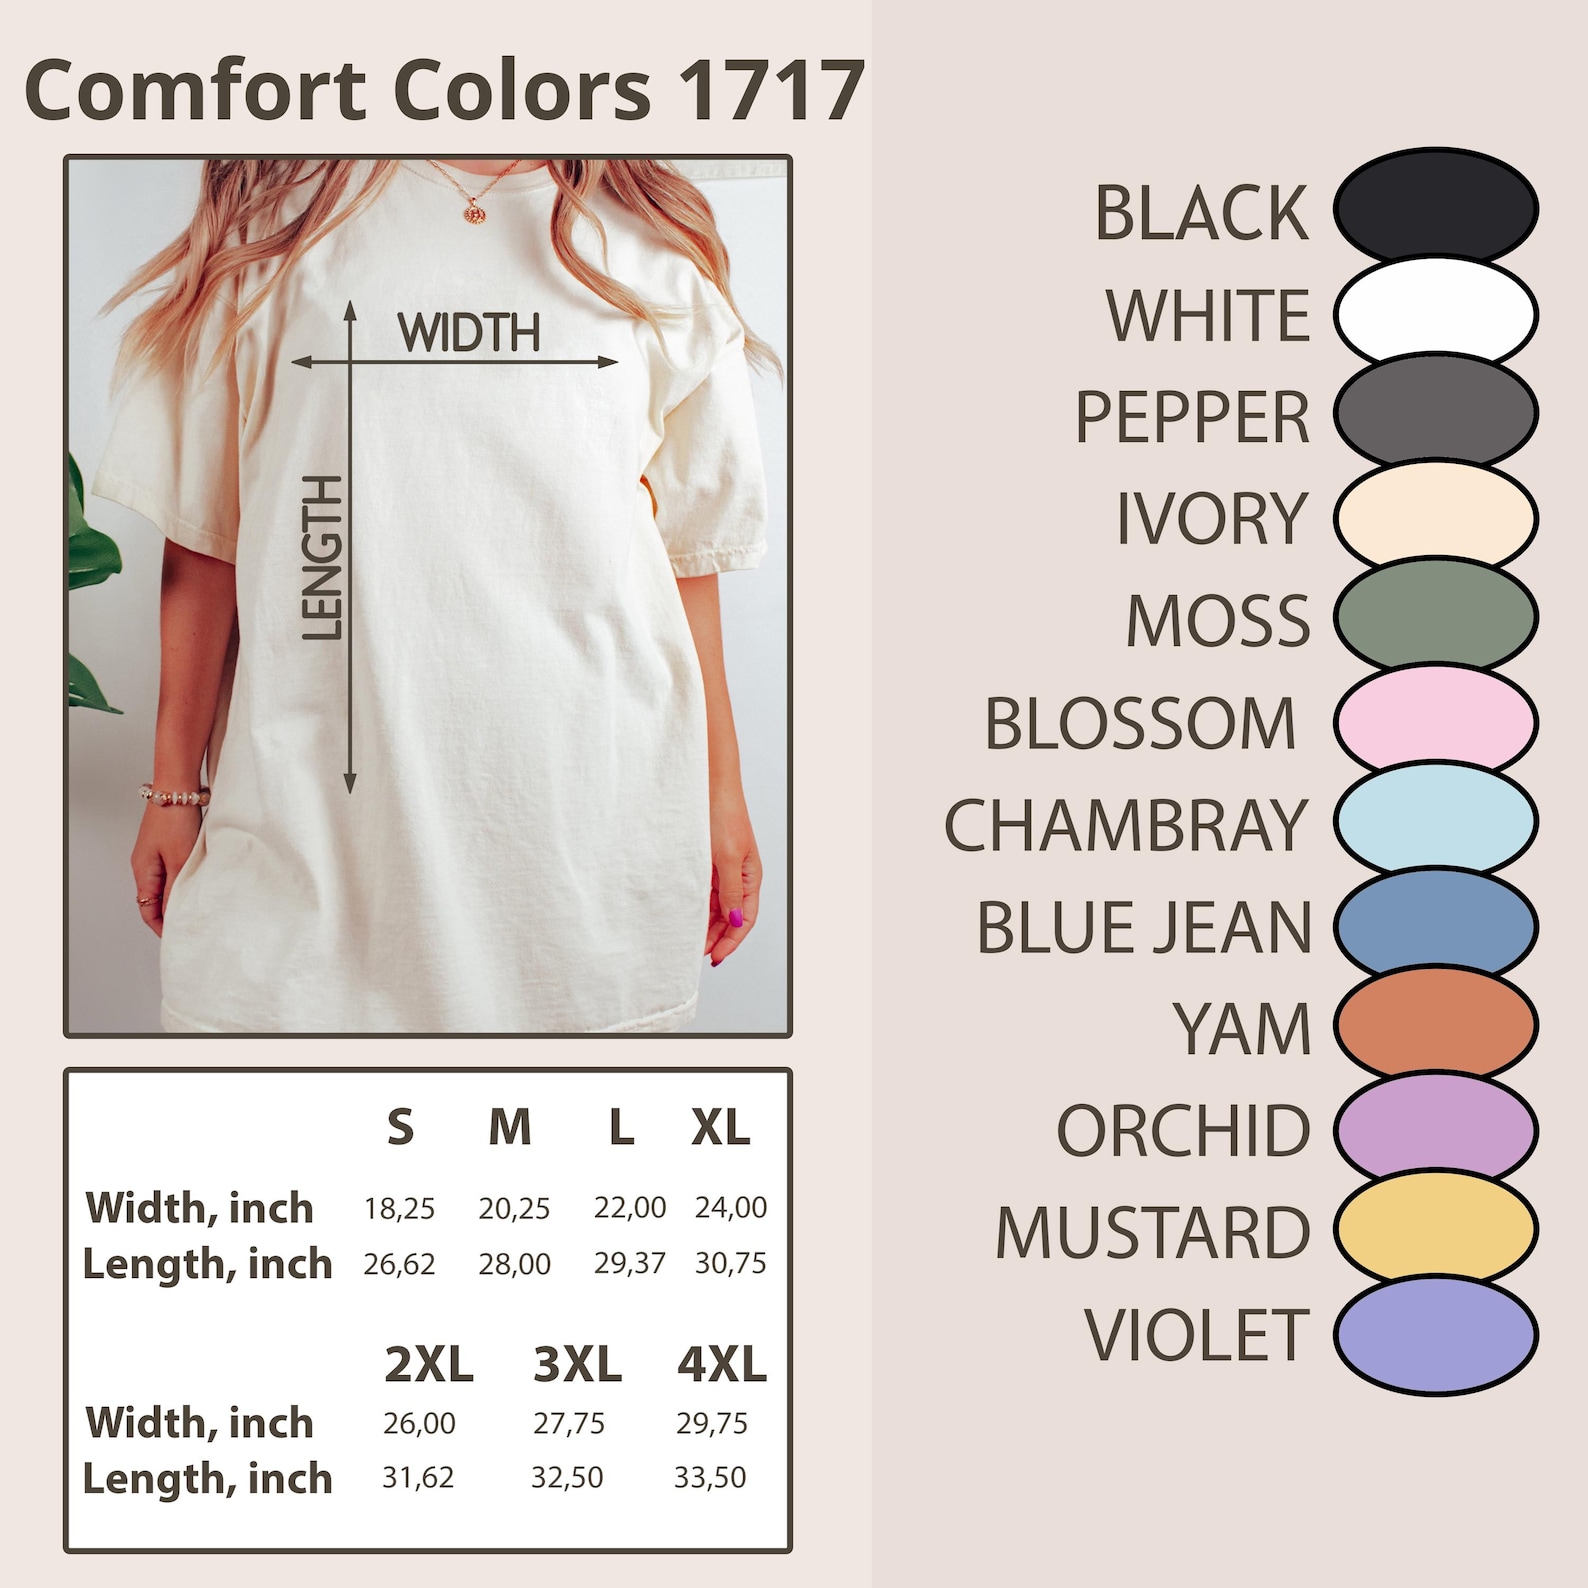 Comfort Colors 1717
WIDTH
LENGTH
S M L XL
Width, inch 18,25 20,25 22,00 24,00
Length, inch 26,62 28,00 29,37 30,75
2XL 3XL 4XL
Width, inch 26,00 27,75 29,75
Length, inch 31,62 32,50 33,50
BLACK
WHITE
PEPPER
IVORY
MOSS
BLOSSOM
CHAMBRAY
BLUE JEAN
YAM
ORCHID
MUSTARD
VIOLET